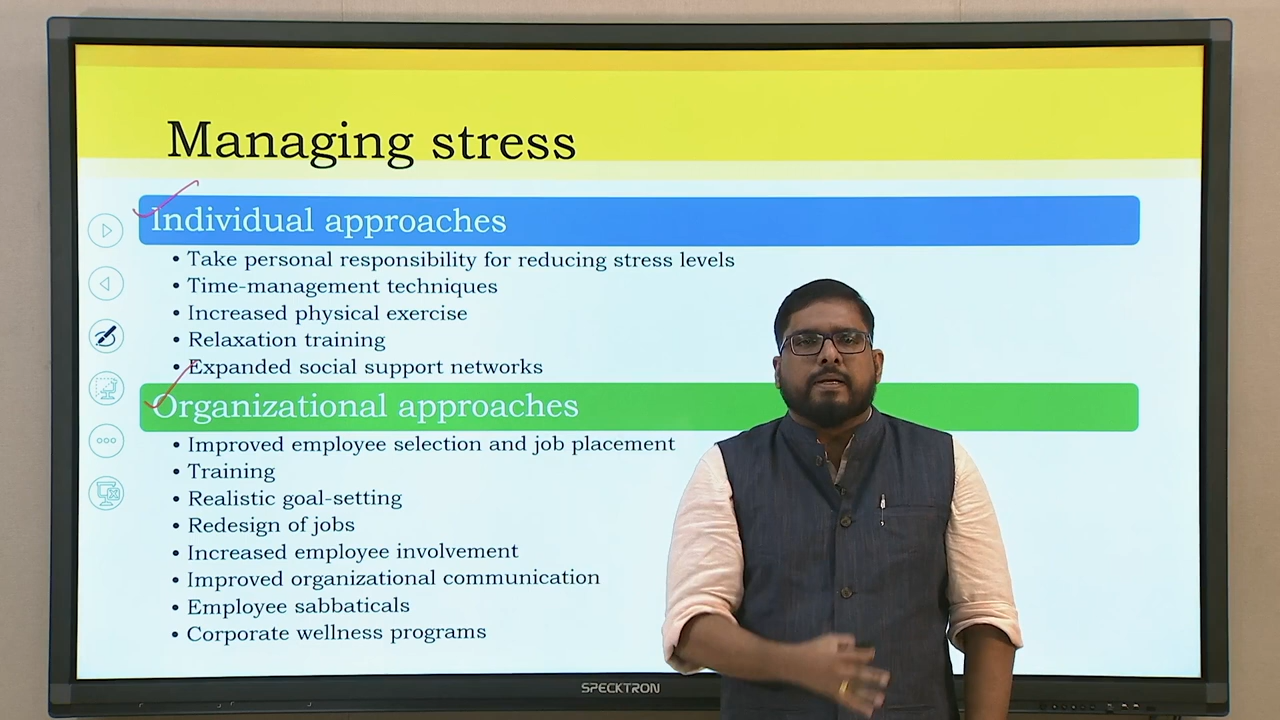 Managing stress
Individual approaches
• Take personal responsibility for reducing stress levels
• Time-management techniques
• Increased physical exercise
• Relaxation training
• Expanded social support networks
Organizational approaches
• Improved employee selection and job placement
• Training
• Realistic goal-setting
• Redesign of jobs
• Increased employee involvement
• Improved organizational communication
• Employee sabbaticals
• Corporate wellness programs
SPECKTRON